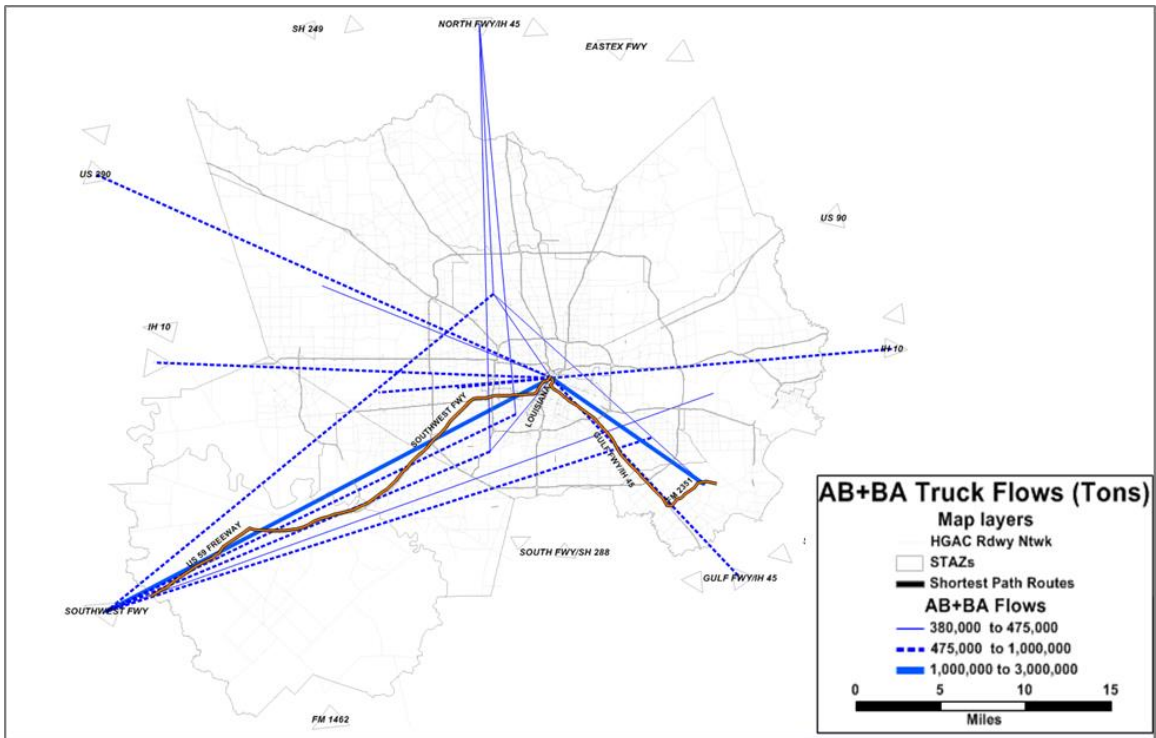 NORTH FWY/IH 45
SH 249
EASTEX FWY
US 290
US 90
IH 10
IH 10
SOUTHWEST FWY
LOUISIANA
GULF FWY/IH 45
FM 2351
US 59 FREEWAY
SOUTH FWY/SH 288
GULF FWY/IH 45
SOUTHWEST FWY
FM 1462
AB+BA Truck Flows (Tons)
Map layers
HGAC Rdwy Ntwk
STAZs
Shortest Path Routes
AB+BA Flows
380,000 to 475,000
475,000 to 1,000,000
1,000,000 to 3,000,000
0 5 10 15
Miles